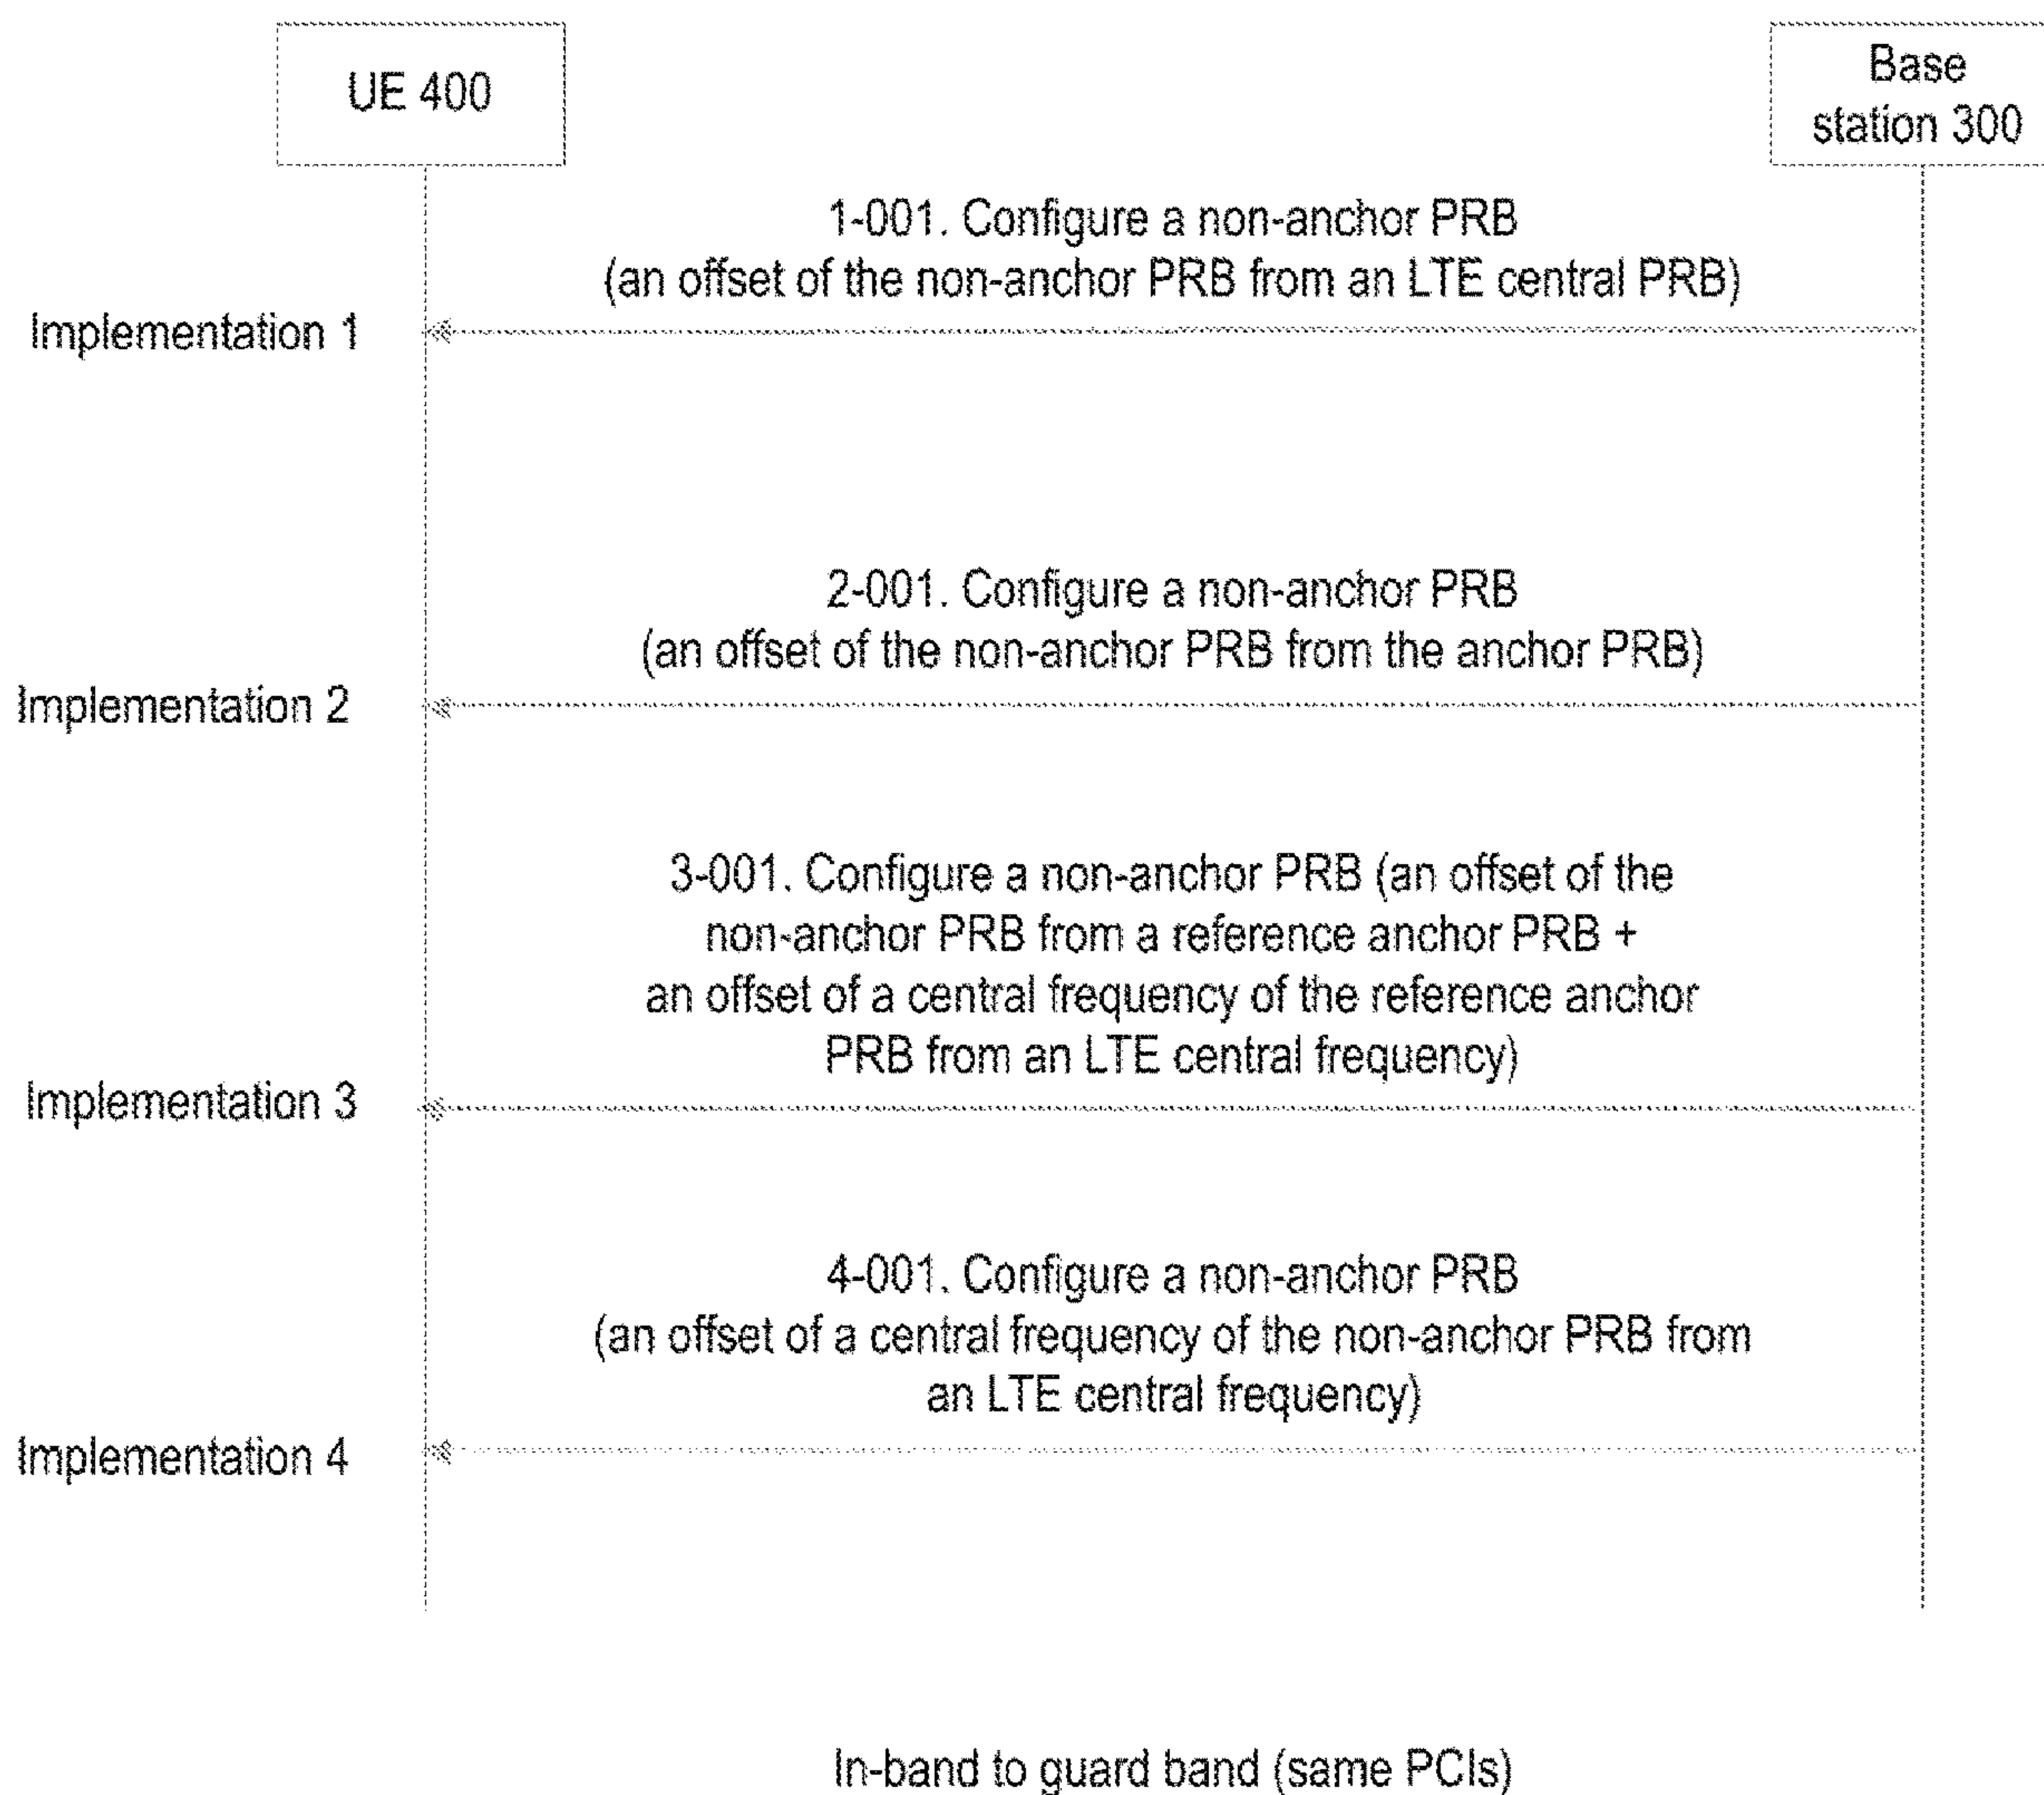 UE 400
Base
station 300
1-001. Configure a non-anchor PRB
(an offset of the non-anchor PRB from an LTE central PRB)
Implementation 1
2-001. Configure a non-anchor PRB
(an offset of the non-anchor PRB from the anchor PRB)
Implementation 2
3-001. Configure a non-anchor PRB (an offset of the
non-anchor PRB from a reference anchor PRB +
an offset of a central frequency of the reference anchor
PRB from an LTE central frequency)
Implementation 3
4-001. Configure a non-anchor PRB
(an offset of a central frequency of the non-anchor PRB from
an LTE central frequency)
Implementation 4
In-band to guard band (same PCIs)